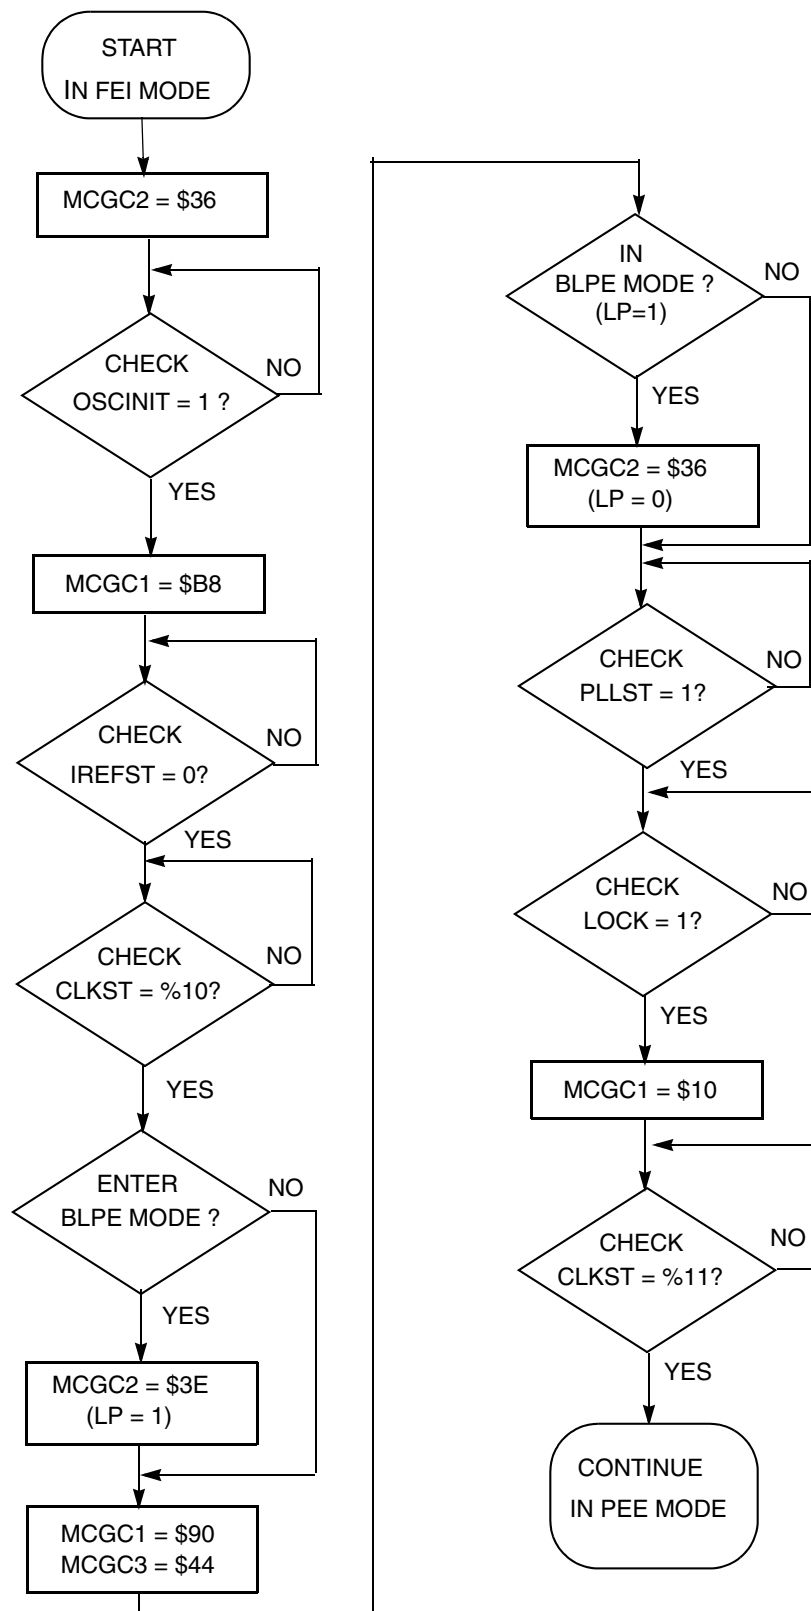 START
IN FEI MODE
MCGC2 = $36
CHECK
OSCINIT = 1 ?
NO
YES
MCGC1 = $B8
CHECK
IREFST = 0?
NO
YES
CHECK
CLKST = %10?
NO
YES
ENTER
BLPE MODE ?
NO
YES
MCGC2 = $3E
(LP = 1)
MCGC1 = $90
MCGC3 = $44
IN
BLPE MODE ?
(LP=1)
NO
YES
MCGC2 = $36
(LP = 0)
CHECK
PLLST = 1?
NO
YES
CHECK
LOCK = 1?
NO
YES
MCGC1 = $10
CHECK
CLKST = %11?
NO
YES
CONTINUE
IN PEE MODE